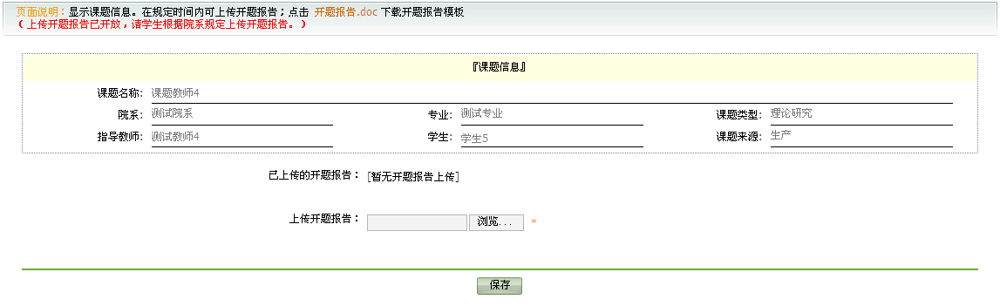 页面说明：显示课题信息。在规定时间内可上传开题报告；点击 开题报告.doc 下载开题报告模板
（上传开题报告已开放，请学生根据院系规定上传开题报告。）
『课题信息』
课题名称: 课题教师4
院系: 测试院系 专业: 测试专业 课题类型: 理论研究
指导教师: 测试教师4 学生: 学生5 课题来源: 生产
已上传的开题报告： [暂无开题报告上传]
上传开题报告： 浏览... *
保存